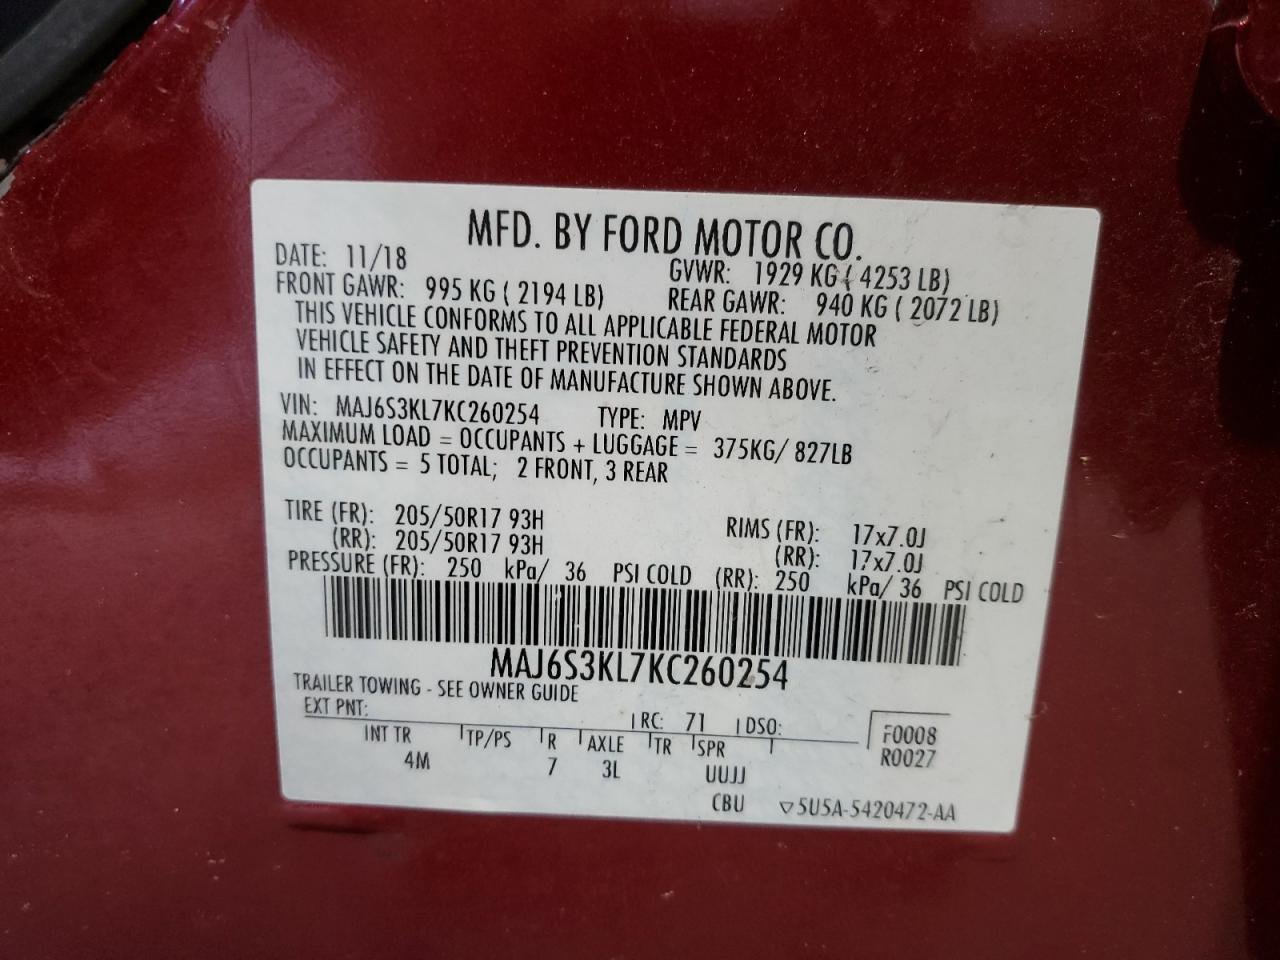 MFD. BY FORD MOTOR CO.
DATE: 11/18 GVWR: 1929 KG ( 4253 LB)
FRONT GAWR: 995 KG ( 2194 LB) REAR GAWR: 940 KG ( 2072 LB)
THIS VEHICLE CONFORMS TO ALL APPLICABLE FEDERAL MOTOR
VEHICLE SAFETY AND THEFT PREVENTION STANDARDS
IN EFFECT ON THE DATE OF MANUFACTURE SHOWN ABOVE.
VIN: MAJ6S3KL7KC260254 TYPE: MPV
MAXIMUM LOAD = OCCUPANTS + LUGGAGE = 375KG/ 827LB
OCCUPANTS = 5 TOTAL; 2 FRONT, 3 REAR
TIRE (FR): 205/50R17 93H RIMS (FR): 17x7.0J
(RR): 205/50R17 93H (RR): 17x7.0J
PRESSURE (FR): 250 kPa/ 36 PSI COLD (RR): 250 kPa/ 36 PSI COLD
MAJ6S3KL7KC260254
TRAILER TOWING - SEE OWNER GUIDE
EXT PNT: RC: 71 DSO: F0008
INT TR TP/PS R AXLE TR SPR R0027
4M 7 3L UUJJ
CBU ▽5U5A-5420472-AA